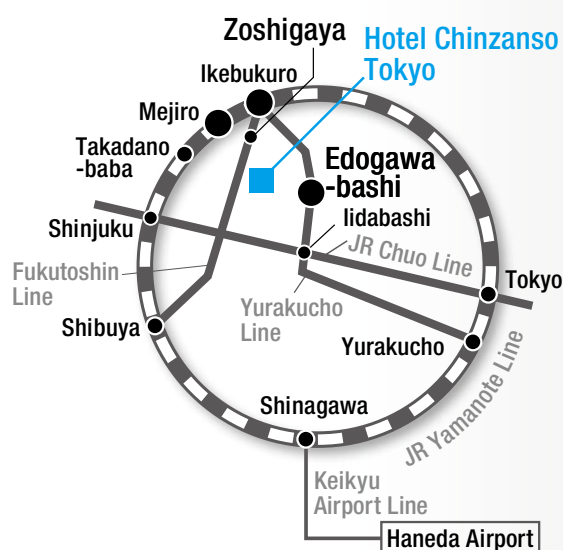 Zoshigaya
Hotel Chinzanso
Tokyo
Ikebukuro
Mejiro
Takadano
-baba
Edogawa
-bashi
Shinjuku
Iidabashi
JR Chuo Line
Fukutoshin
Line
Tokyo
Yurakucho
Line
Shibuya
Yurakucho
JR Yamanote Line
Shinagawa
Keikyu
Airport Line
Haneda Airport